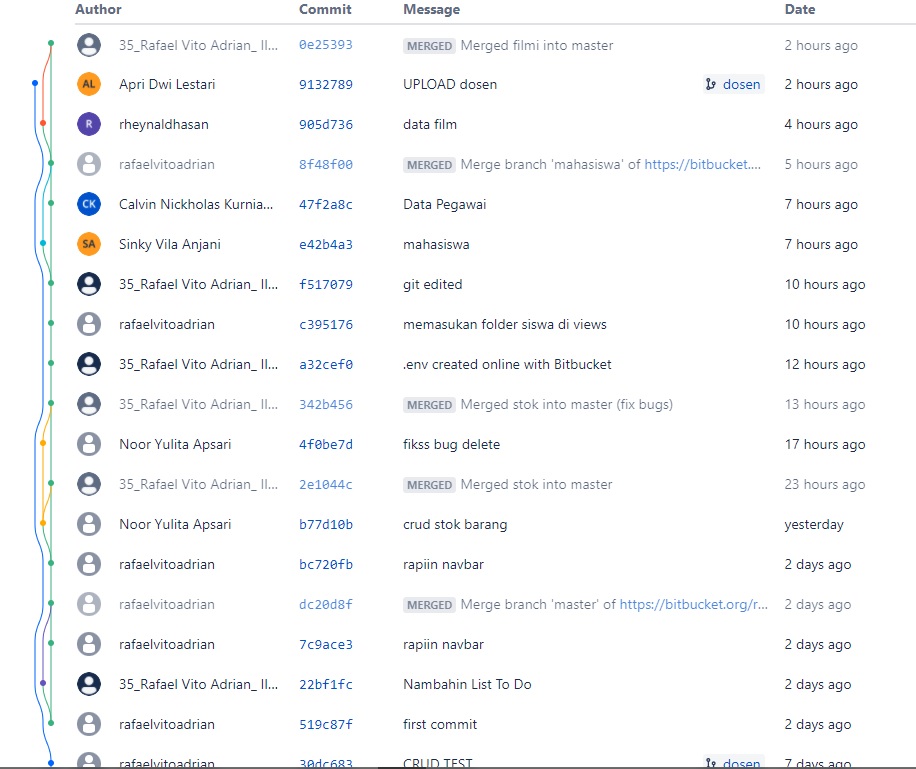 Author Commit Message Date
35_Rafael Vito Adrian_ Il... 0e25393 MERGED Merged filmi into master 2 hours ago
AL Apri Dwi Lestari 9132789 UPLOAD dosen dosen 2 hours ago
R rheynaldhasan 905d736 data film 4 hours ago
rafaelvitoadrian 8f48f00 MERGED Merge branch 'mahasiswa' of https://bitbucket.... 5 hours ago
CK Calvin Nickholas Kurnia... 47f2a8c Data Pegawai 7 hours ago
SA Sinky Vila Anjani e42b4a3 mahasiswa 7 hours ago
35_Rafael Vito Adrian_ Il... f517079 git edited 10 hours ago
rafaelvitoadrian c395176 memasukan folder siswa di views 10 hours ago
35_Rafael Vito Adrian_ Il... a32cef0 .env created online with Bitbucket 12 hours ago
35_Rafael Vito Adrian_ Il... 342b456 MERGED Merged stok into master (fix bugs) 13 hours ago
Noor Yulita Apsari 4f0be7d fikss bug delete 17 hours ago
35_Rafael Vito Adrian_ Il... 2e1044c MERGED Merged stok into master 23 hours ago
Noor Yulita Apsari b77d10b crud stok barang yesterday
rafaelvitoadrian bc720fb rapiin navbar 2 days ago
rafaelvitoadrian dc20d8f MERGED Merge branch 'master' of https://bitbucket.org/r... 2 days ago
rafaelvitoadrian 7c9ace3 rapiin navbar 2 days ago
35_Rafael Vito Adrian_ Il... 22bf1fc Nambahin List To Do 2 days ago
rafaelvitoadrian 519c87f first commit 2 days ago
rafaelvitoadrian 30dc683 CRUD TEST dosen 7 days ago